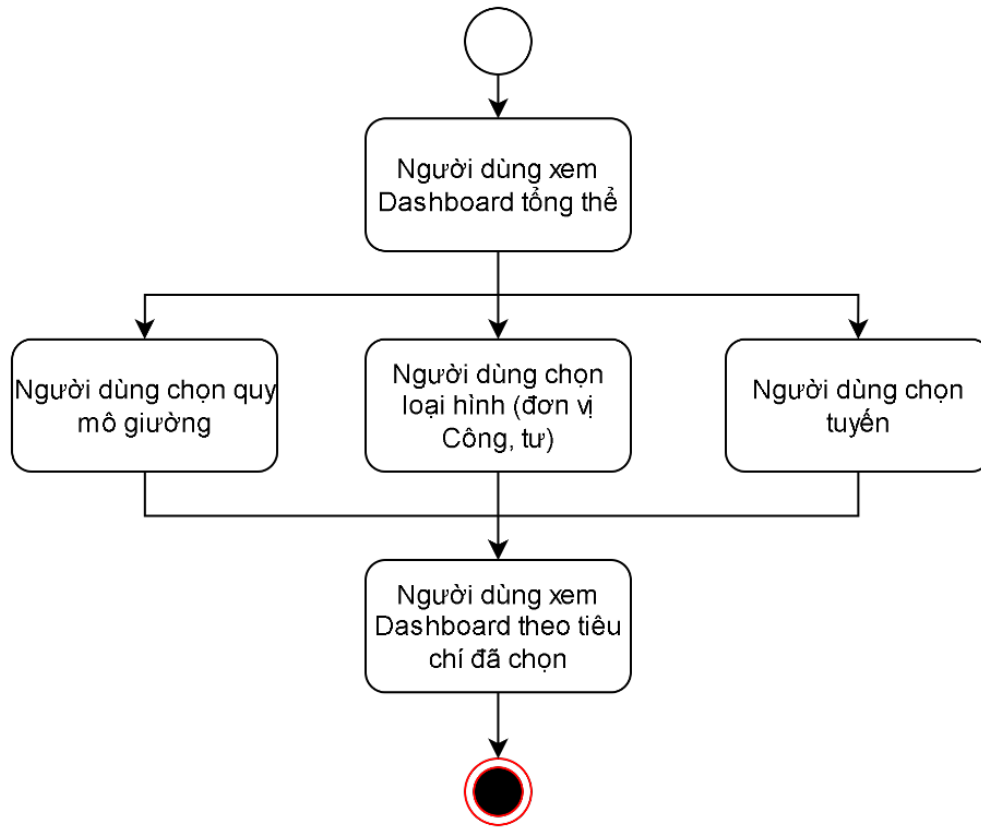 Người dùng xem
Dashboard tổng thể
Người dùng chọn quy
mô giường
Người dùng chọn
loại hình (đơn vị
Công, tư)
Người dùng chọn
tuyến
Người dùng xem
Dashboard theo tiêu
chí đã chọn